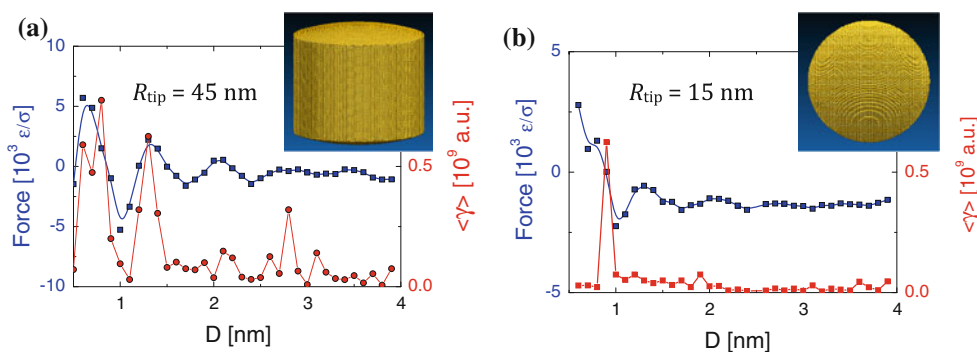 (a)
10
5
0
-5
-10
Force [10³ ε/σ]
R_tip = 45 nm
0.5
0.0
<γ> [10⁹ a.u.]
1
2
3
4
D [nm]
(b)
5
0
-5
Force [10³ ε/σ]
R_tip = 15 nm
0.5
0.0
<γ> [10⁹ a.u.]
1
2
3
4
D [nm]